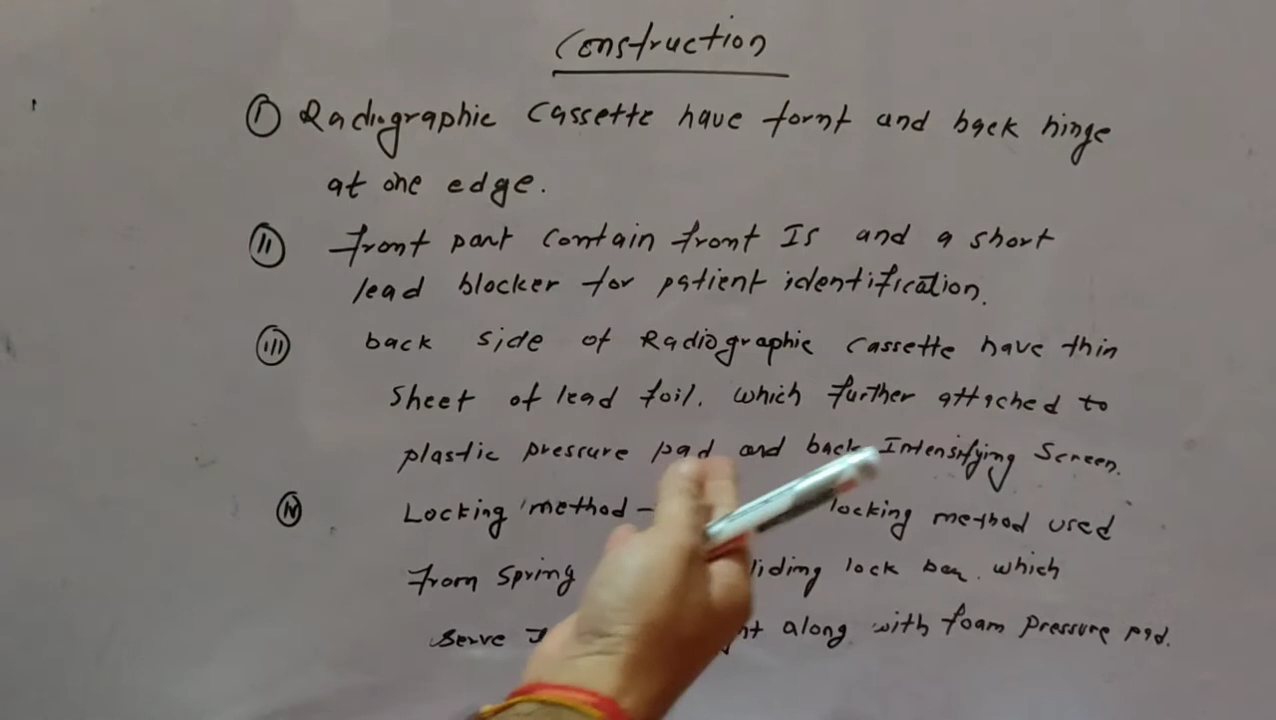 Construction
I Radiographic Cassette have fornt and back hinge
at one edge.
II Front part contain front IS and a short
lead blocker for patient identification.
III back side of Radiographic Cassette have thin
Sheet of lead foil. which further attached to
plastic pressure pad and back Intensifying Screen.
IV Locking method - locking method used
From Spring lock which
Serve along with foam pressure pad.